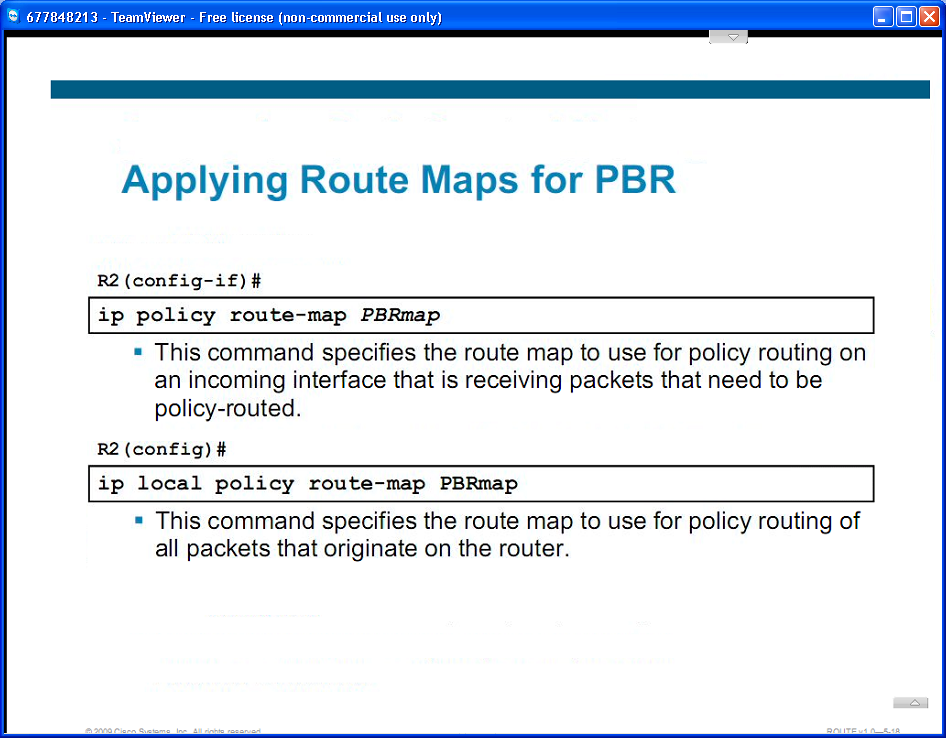 677848213 - TeamViewer - Free license (non-commercial use only)
Applying Route Maps for PBR
R2(config-if)#
ip policy route-map PBRmap
This command specifies the route map to use for policy routing on
an incoming interface that is receiving packets that need to be
policy-routed.
R2(config)#
ip local policy route-map PBRmap
This command specifies the route map to use for policy routing of
all packets that originate on the router.
© 2009 Cisco Systems, Inc. All rights reserved.
ROUTE v1.0—5-18